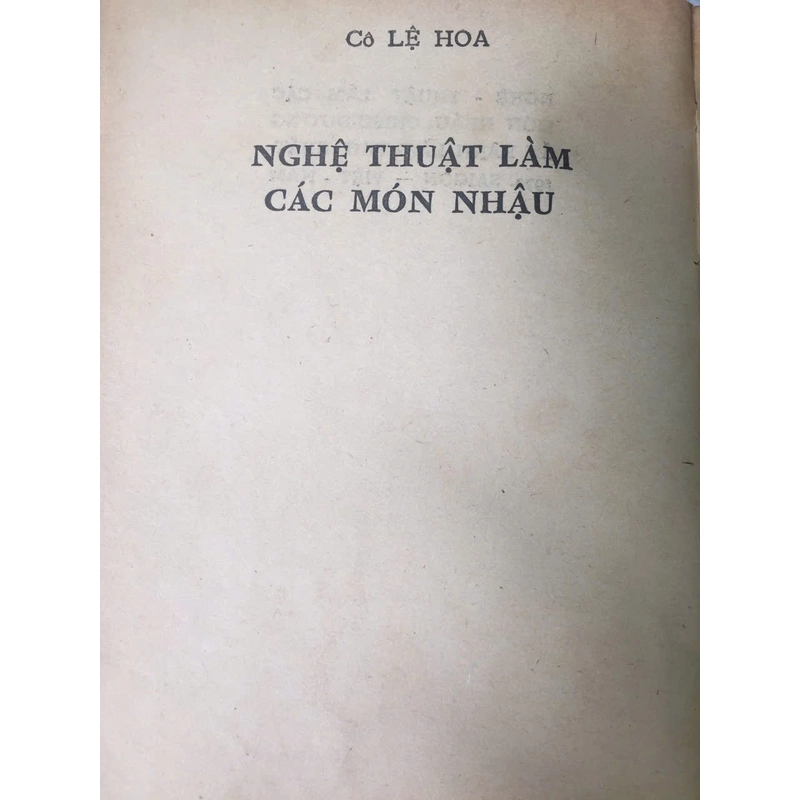 Cô LỆ HOA
NGHỆ THUẬT LÀM
CÁC MÓN NHẬU